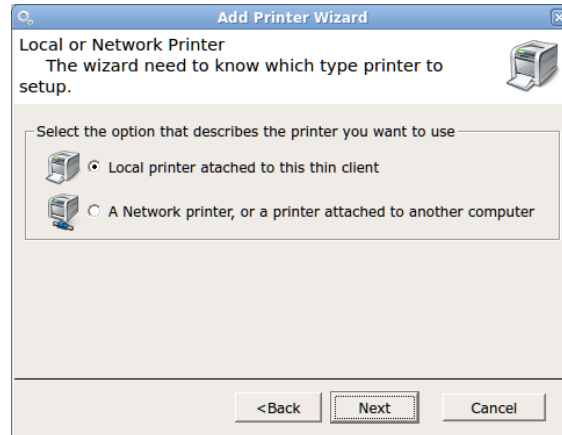 Add Printer Wizard
Local or Network Printer
The wizard need to know which type printer to
setup.
Select the option that describes the printer you want to use
Local printer atached to this thin client
A Network printer, or a printer attached to another computer
<Back Next Cancel